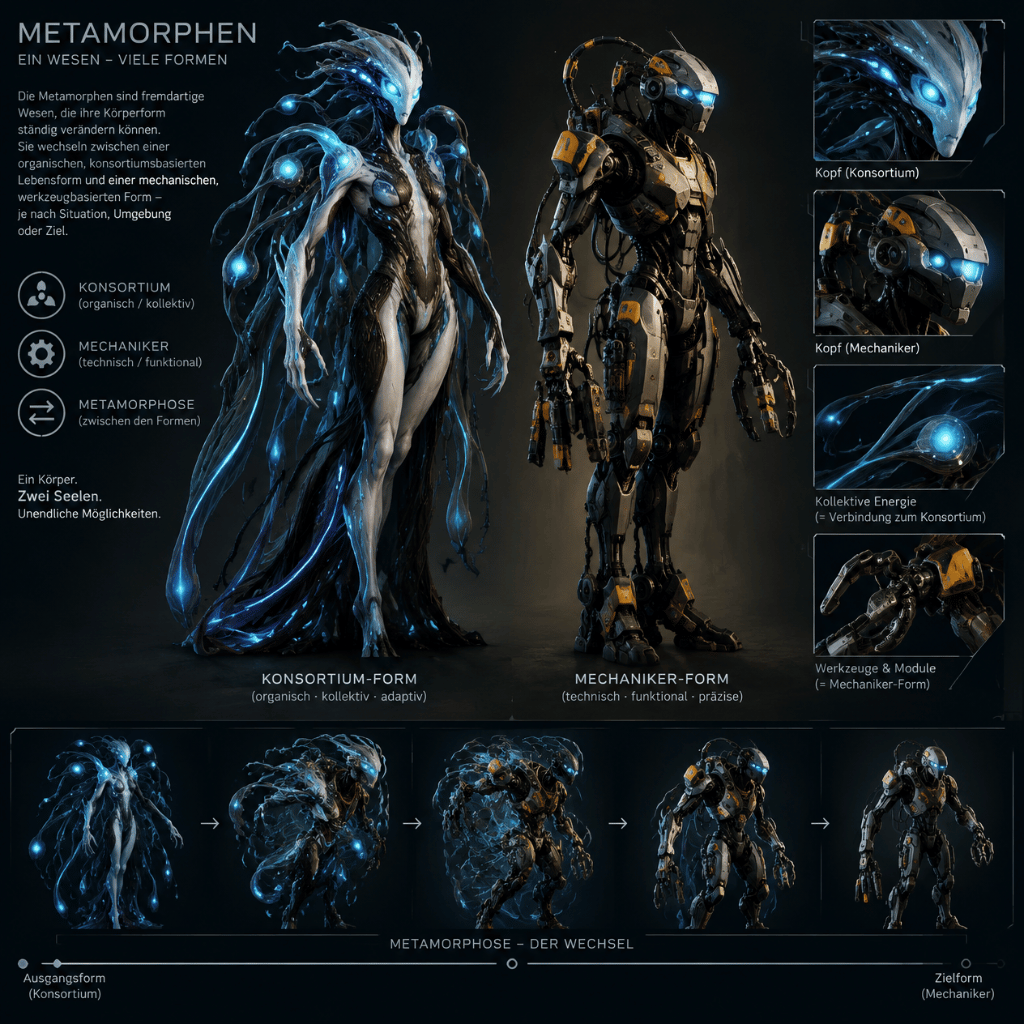 METAMORPHEN
EIN WESEN – VIELE FORMEN
Die Metamorphen sind fremdartige
Wesen, die ihre Körperform
ständig verändern können.
Sie wechseln zwischen einer
organischen, konsortiumsbasierten
Lebensform und einer mechanischen,
werkzeugbasierten Form –
je nach Situation, Umgebung
oder Ziel.
KONSORTIUM
(organisch / kollektiv)
MECHANIKER
(technisch / funktional)
METAMORPHOSE
(zwischen den Formen)
Ein Körper.
Zwei Seelen.
Unendliche Möglichkeiten.
KONSORTIUM-FORM
(organisch · kollektiv · adaptiv)
MECHANIKER-FORM
(technisch · funktional · präzise)
Kopf (Konsortium)
Kopf (Mechaniker)
Kollektive Energie
(= Verbindung zum Konsortium)
Werkzeuge & Module
(= Mechaniker-Form)
METAMORPHOSE – DER WECHSEL
Ausgangsform
(Konsortium)
Zielform
(Mechaniker)